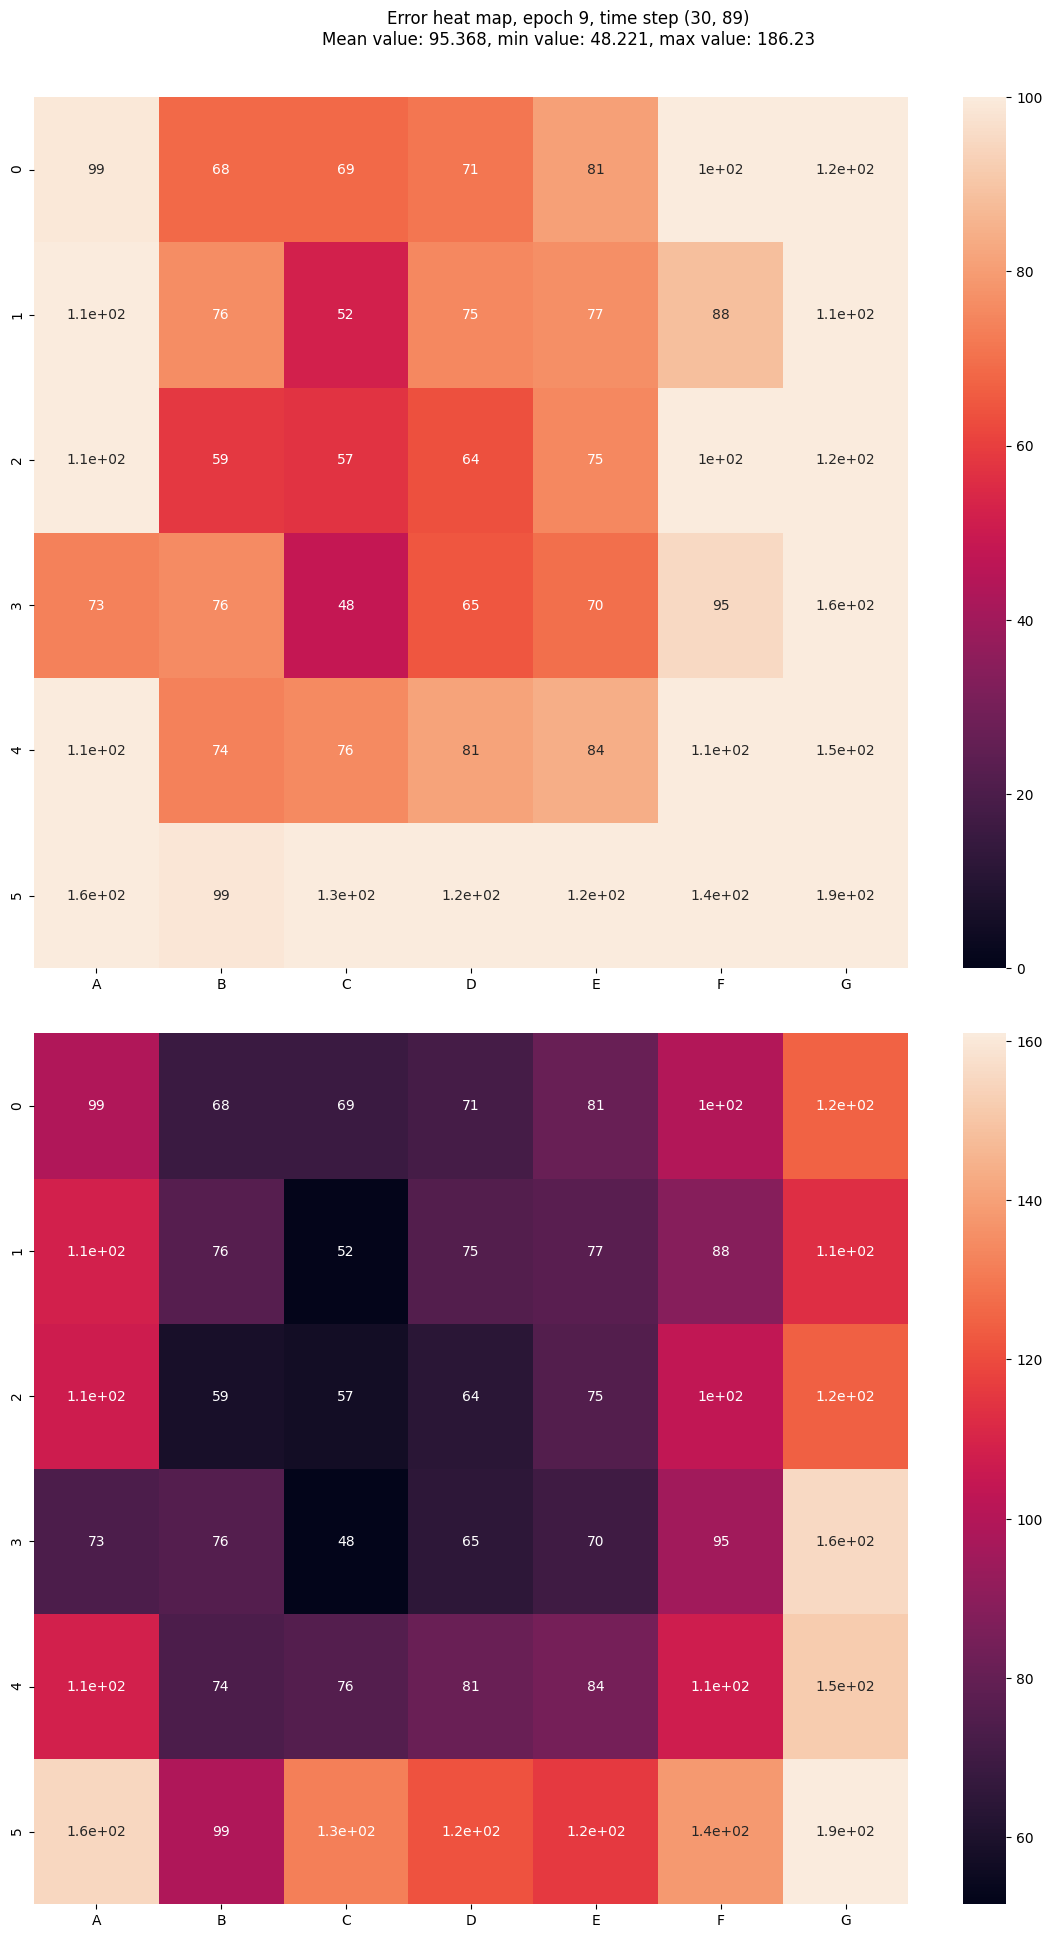 Error heat map, epoch 9, time step (30, 89)
Mean value: 95.368, min value: 48.221, max value: 186.23
100
0 99 68 69 71 81 1e+02 1.2e+02
80
1 1.1e+02 76 52 75 77 88 1.1e+02
60
2 1.1e+02 59 57 64 75 1e+02 1.2e+02
3 73 76 48 65 70 95 1.6e+02
40
4 1.1e+02 74 76 81 84 1.1e+02 1.5e+02
20
5 1.6e+02 99 1.3e+02 1.2e+02 1.2e+02 1.4e+02 1.9e+02
0
A B C D E F G
160
0 99 68 69 71 81 1e+02 1.2e+02
140
1 1.1e+02 76 52 75 77 88 1.1e+02
120
2 1.1e+02 59 57 64 75 1e+02 1.2e+02
100
3 73 76 48 65 70 95 1.6e+02
80
4 1.1e+02 74 76 81 84 1.1e+02 1.5e+02
5 1.6e+02 99 1.3e+02 1.2e+02 1.2e+02 1.4e+02 1.9e+02
60
A B C D E F G